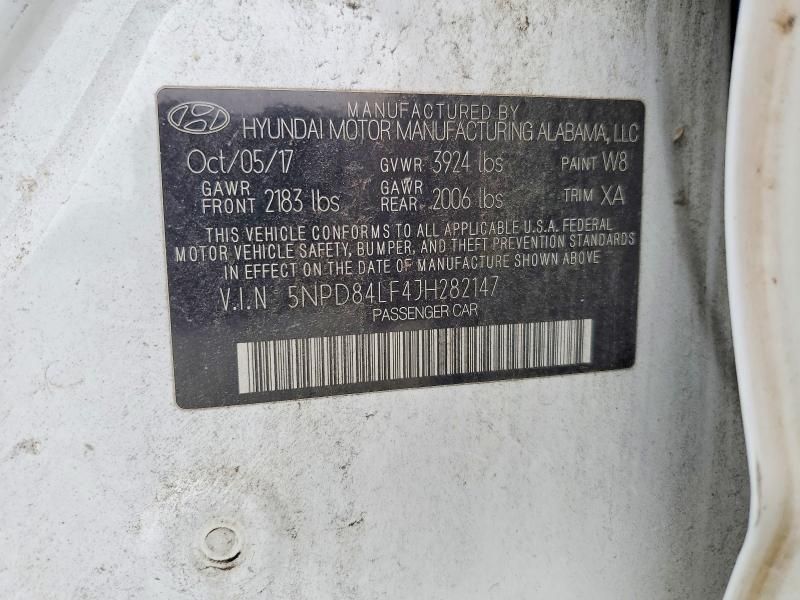 MANUFACTURED BY
HYUNDAI MOTOR MANUFACTURING ALABAMA, LLC
Oct/05/17 GVWR 3924 lbs PAINT W8
GAWR FRONT 2183 lbs GAWR REAR 2006 lbs TRIM XA
THIS VEHICLE CONFORMS TO ALL APPLICABLE U.S.A. FEDERAL
MOTOR VEHICLE SAFETY, BUMPER, AND THEFT PREVENTION STANDARDS
IN EFFECT ON THE DATE OF MANUFACTURE SHOWN ABOVE.
V.I.N 5NPD84LF4JH282147
PASSENGER CAR